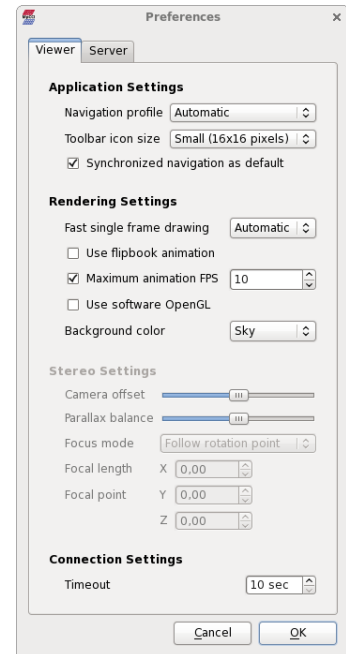 Preferences
Viewer Server
Application Settings
Navigation profile Automatic
Toolbar icon size Small (16x16 pixels)
Synchronized navigation as default
Rendering Settings
Fast single frame drawing Automatic
Use flipbook animation
Maximum animation FPS 10
Use software OpenGL
Background color Sky
Stereo Settings
Camera offset
Parallax balance
Focus mode Follow rotation point
Focal length X 0,00
Focal point Y 0,00
Z 0,00
Connection Settings
Timeout 10 sec
Cancel OK